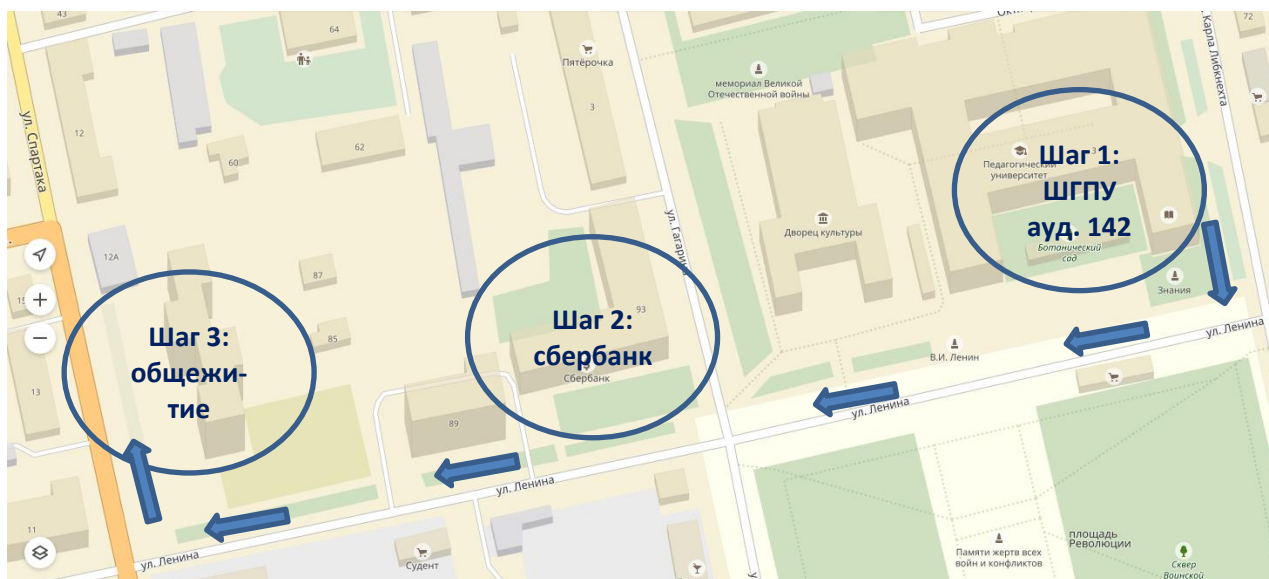 43
64
Пятёрочка
3
мемориал Великой
Отечественной войны
Карла Либкнехта
72
12
ул. Спартака
60
62
Педагогический
университет
3
Шаг 1:
ШГПУ
ауд. 142
Ботанический
сад
Знания
ул. Гагарина
Дворец культуры
12А
87
85
93
Шаг 2:
сбербанк
Сбербанк
Шаг 3:
общежи-
тие
В.И. Ленин
ул. Ленина
ул. Ленина
13
89
ул. Ленина
11
ул. Ленина
Судент
Памяти жертв всех
войн и конфликтов
площадь
Революции
Сквер
Воинской